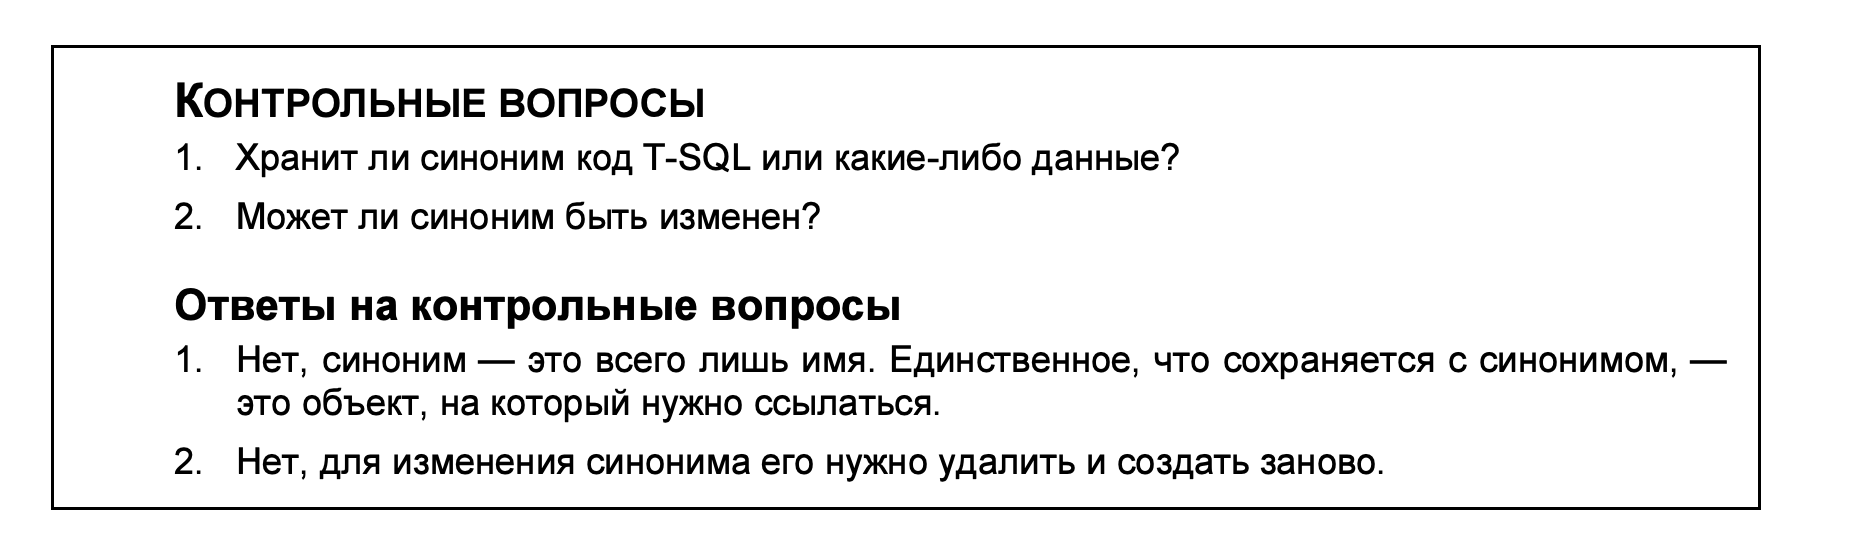 КОНТРОЛЬНЫЕ ВОПРОСЫ
1. Хранит ли синоним код T-SQL или какие-либо данные?
2. Может ли синоним быть изменен?
Ответы на контрольные вопросы
1. Нет, синоним — это всего лишь имя. Единственное, что сохраняется с синонимом, —
это объект, на который нужно ссылаться.
2. Нет, для изменения синонима его нужно удалить и создать заново.